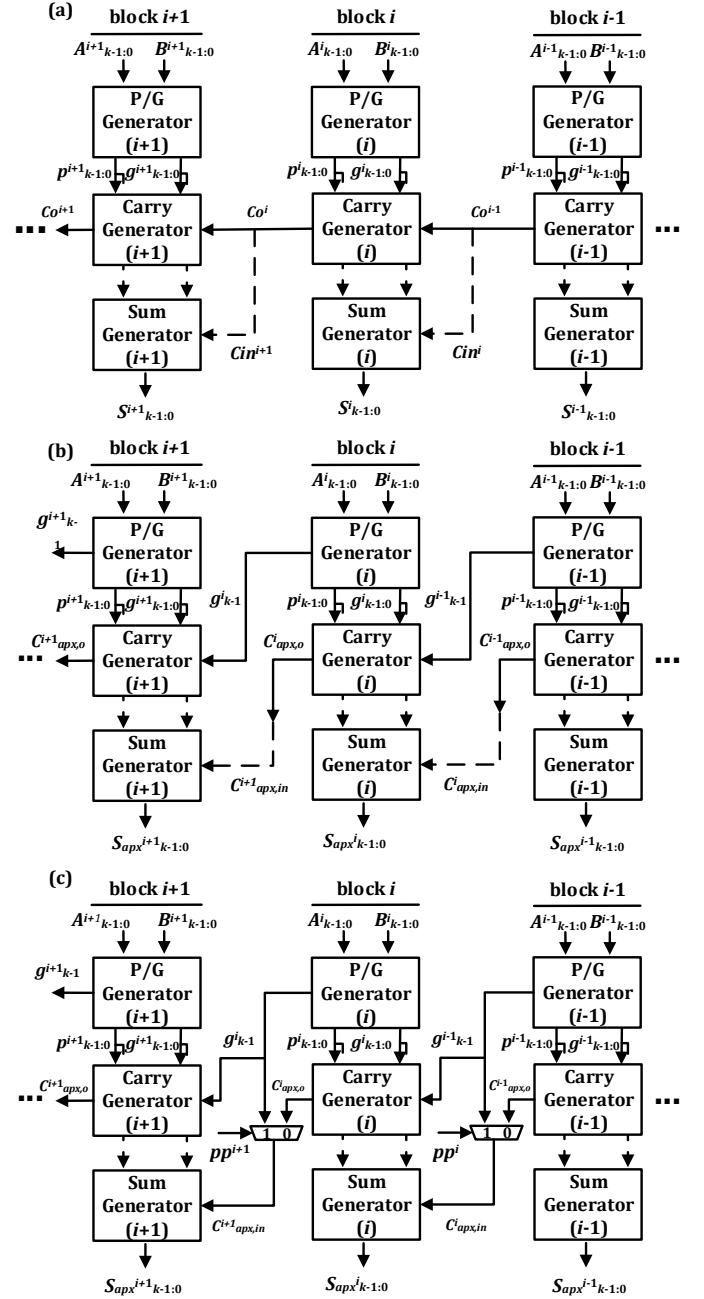 (a)
block i+1 block i block i-1
A^{i+1}_{k-1:0} B^{i+1}_{k-1:0} A^{i}_{k-1:0} B^{i}_{k-1:0} A^{i-1}_{k-1:0} B^{i-1}_{k-1:0}
P/G Generator (i+1) P/G Generator (i) P/G Generator (i-1)
p^{i+1}_{k-1:0} g^{i+1}_{k-1:0} p^{i}_{k-1:0} g^{i}_{k-1:0} p^{i-1}_{k-1:0} g^{i-1}_{k-1:0}
... Co^{i+1} Carry Generator (i+1) Co^{i} Carry Generator (i) Co^{i-1} Carry Generator (i-1) ...
Sum Generator (i+1) Cin^{i+1} Sum Generator (i) Cin^{i} Sum Generator (i-1)
S^{i+1}_{k-1:0} S^{i}_{k-1:0} S^{i-1}_{k-1:0}
(b)
block i+1 block i block i-1
A^{i+1}_{k-1:0} B^{i+1}_{k-1:0} A^{i}_{k-1:0} B^{i}_{k-1:0} A^{i-1}_{k-1:0} B^{i-1}_{k-1:0}
g^{i+1}_{k-1} P/G Generator (i+1) P/G Generator (i) P/G Generator (i-1)
p^{i+1}_{k-1:0} g^{i+1}_{k-1:0} g^{i}_{k-1} p^{i}_{k-1:0} g^{i}_{k-1:0} g^{i-1}_{k-1} p^{i-1}_{k-1:0} g^{i-1}_{k-1:0}
... C^{i+1}_{apx,o} Carry Generator (i+1) C^{i}_{apx,o} Carry Generator (i) C^{i-1}_{apx,o} Carry Generator (i-1) ...
Sum Generator (i+1) C^{i+1}_{apx,in} Sum Generator (i) C^{i}_{apx,in} Sum Generator (i-1)
S_{apx}^{i+1}_{k-1:0} S_{apx}^{i}_{k-1:0} S_{apx}^{i-1}_{k-1:0}
(c)
block i+1 block i block i-1
A^{i+1}_{k-1:0} B^{i+1}_{k-1:0} A^{i}_{k-1:0} B^{i}_{k-1:0} A^{i-1}_{k-1:0} B^{i-1}_{k-1:0}
g^{i+1}_{k-1} P/G Generator (i+1) P/G Generator (i) P/G Generator (i-1)
p^{i+1}_{k-1:0} g^{i+1}_{k-1:0} g^{i}_{k-1} p^{i}_{k-1:0} g^{i}_{k-1:0} g^{i-1}_{k-1} p^{i-1}_{k-1:0} g^{i-1}_{k-1:0}
... C^{i+1}_{apx,o} Carry Generator (i+1) C^{i}_{apx,o} Carry Generator (i) C^{i-1}_{apx,o} Carry Generator (i-1) ...
pp^{i+1} 1 0 pp^{i} 1 0
Sum Generator (i+1) C^{i+1}_{apx,in} Sum Generator (i) C^{i}_{apx,in} Sum Generator (i-1)
S_{apx}^{i+1}_{k-1:0} S_{apx}^{i}_{k-1:0} S_{apx}^{i-1}_{k-1:0}